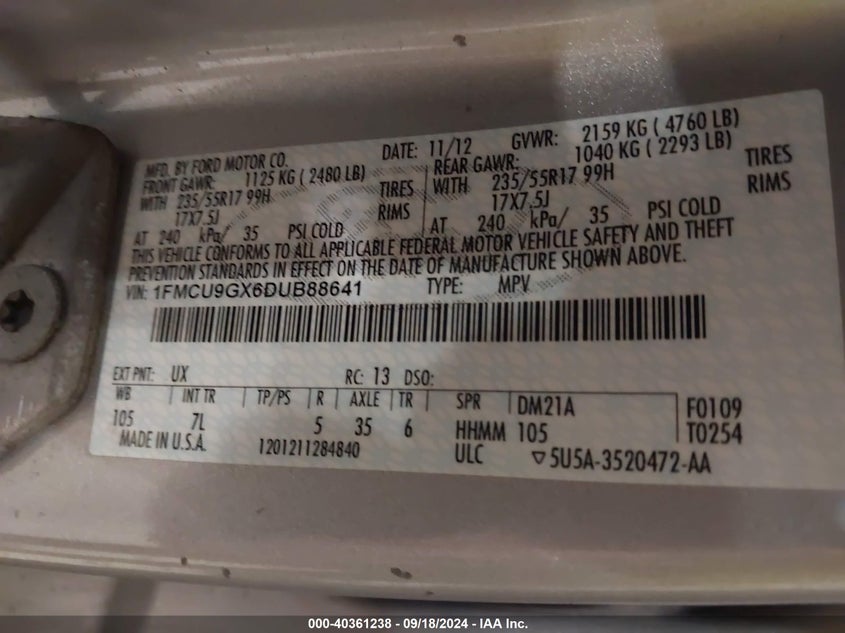 MFD. BY FORD MOTOR CO. DATE: 11/12 GVWR: 2159 KG ( 4760 LB)
FRONT GAWR: 1125 KG ( 2480 LB) REAR GAWR: 1040 KG ( 2293 LB)
WITH 235/55R17 99H TIRES WITH 235/55R17 99H TIRES
17X7.5J RIMS 17X7.5J RIMS
AT 240 kPa/ 35 PSI COLD AT 240 kPa/ 35 PSI COLD
THIS VEHICLE CONFORMS TO ALL APPLICABLE FEDERAL MOTOR VEHICLE SAFETY AND THEFT
PREVENTION STANDARDS IN EFFECT ON THE DATE OF MANUFACTURE SHOWN ABOVE.
VIN: 1FMCU9GX6DUB88641 TYPE: MPV
EXT PNT: UX RC: 13 DSO:
WB INT TR TP/PS R AXLE TR SPR DM21A F0109
105 7L 5 35 6 HHMM 105 T0254
MADE IN U.S.A. 1201211284840 ULC ▽5U5A-3520472-AA
000-40361238 - 09/18/2024 - IAA Inc.